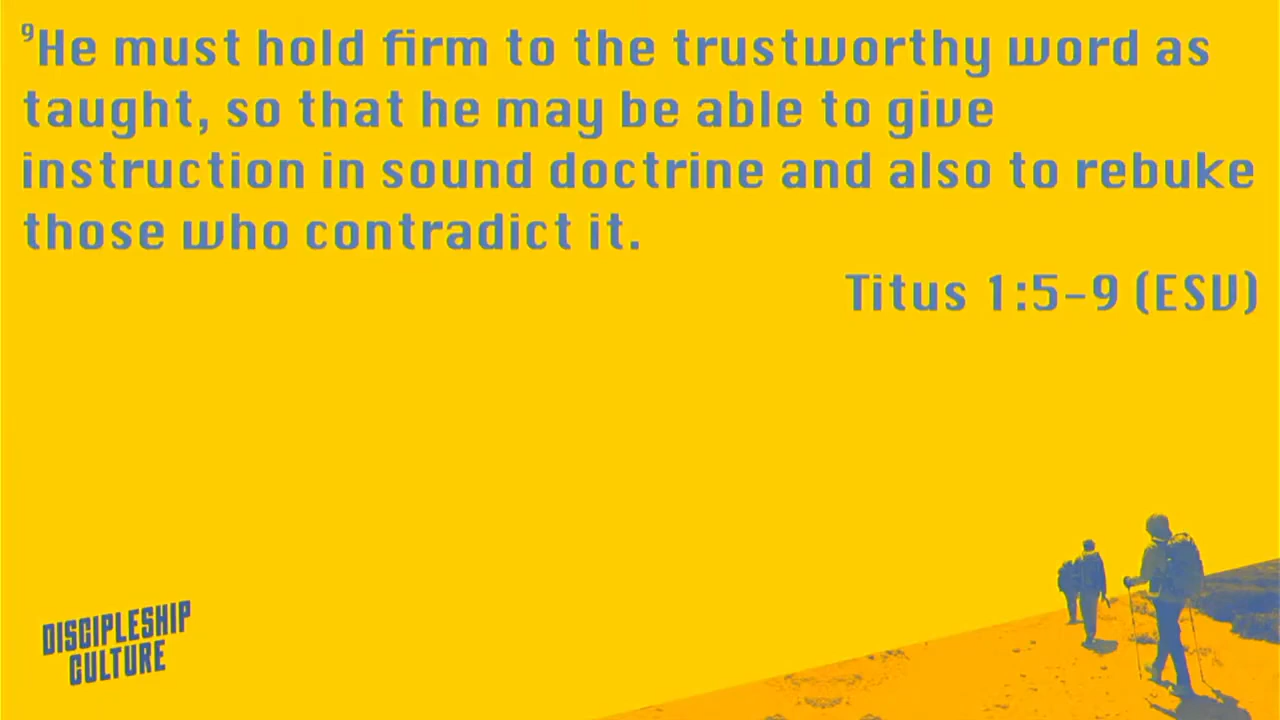 ⁹He must hold firm to the trustworthy word as
taught, so that he may be able to give
instruction in sound doctrine and also to rebuke
those who contradict it.
Titus 1:5-9 (ESV)
DISCIPLESHIP
CULTURE